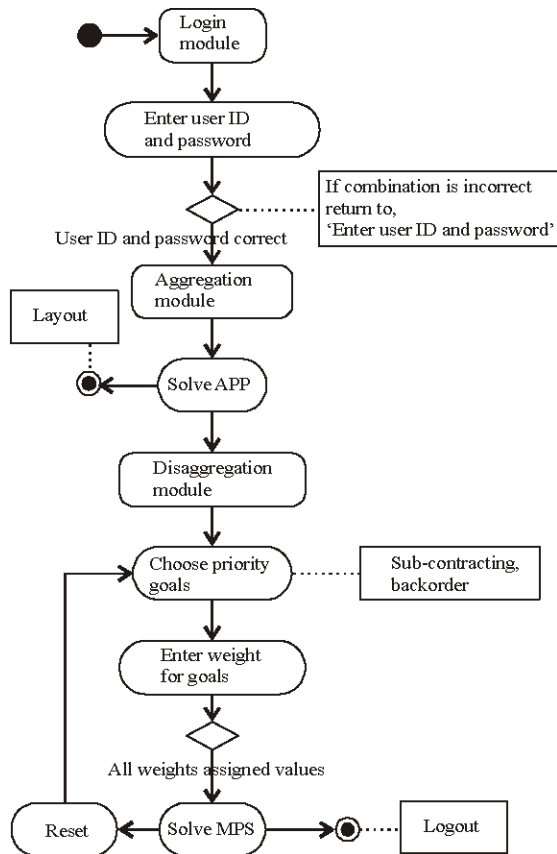 Login
module
Enter user ID
and password
If combination is incorrect
return to,
‘Enter user ID and password’
User ID and password correct
Aggregation
module
Layout
Solve APP
Disaggregation
module
Choose priority
goals
Sub-contracting,
backorder
Enter weight
for goals
All weights assigned values
Reset
Solve MPS
Logout